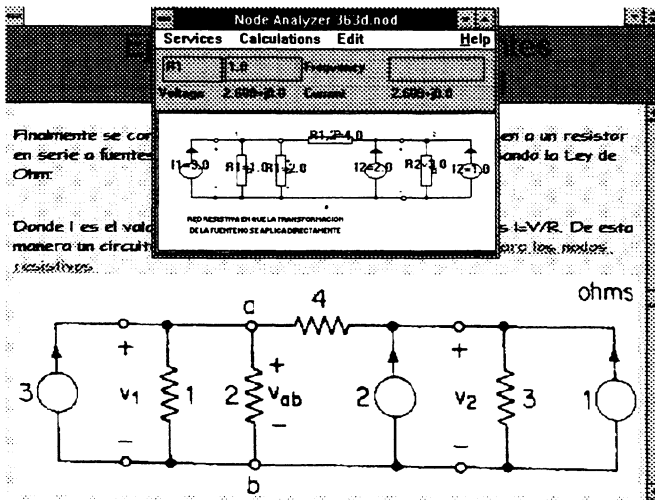 Node Analyzer 363d.nod
Services Calculations Edit Help
R1 1.0 Frequency
Voltage 2.600+j0.0 Current 2.600+j0.0
R1,2=4.0
I1=3.0 R1=1.0 R1=2.0 I2=2.0 R2=3.0 I2=1.0
RED RESISTIVA EN QUE LA TRANSFORMACION
DE LA FUENTE NO SE APLICA DIRECTAMENTE
Finalmente se con en a un resistor
en serie a fuentes ando la Ley de
Ohm:
Donde I es el valo s I=V/R. De esta
manera un circuit ara los nodos
resistivos
ohms
a 4
3 + v1 − 1 2 + vab − 2 + v2 − 3 1
b